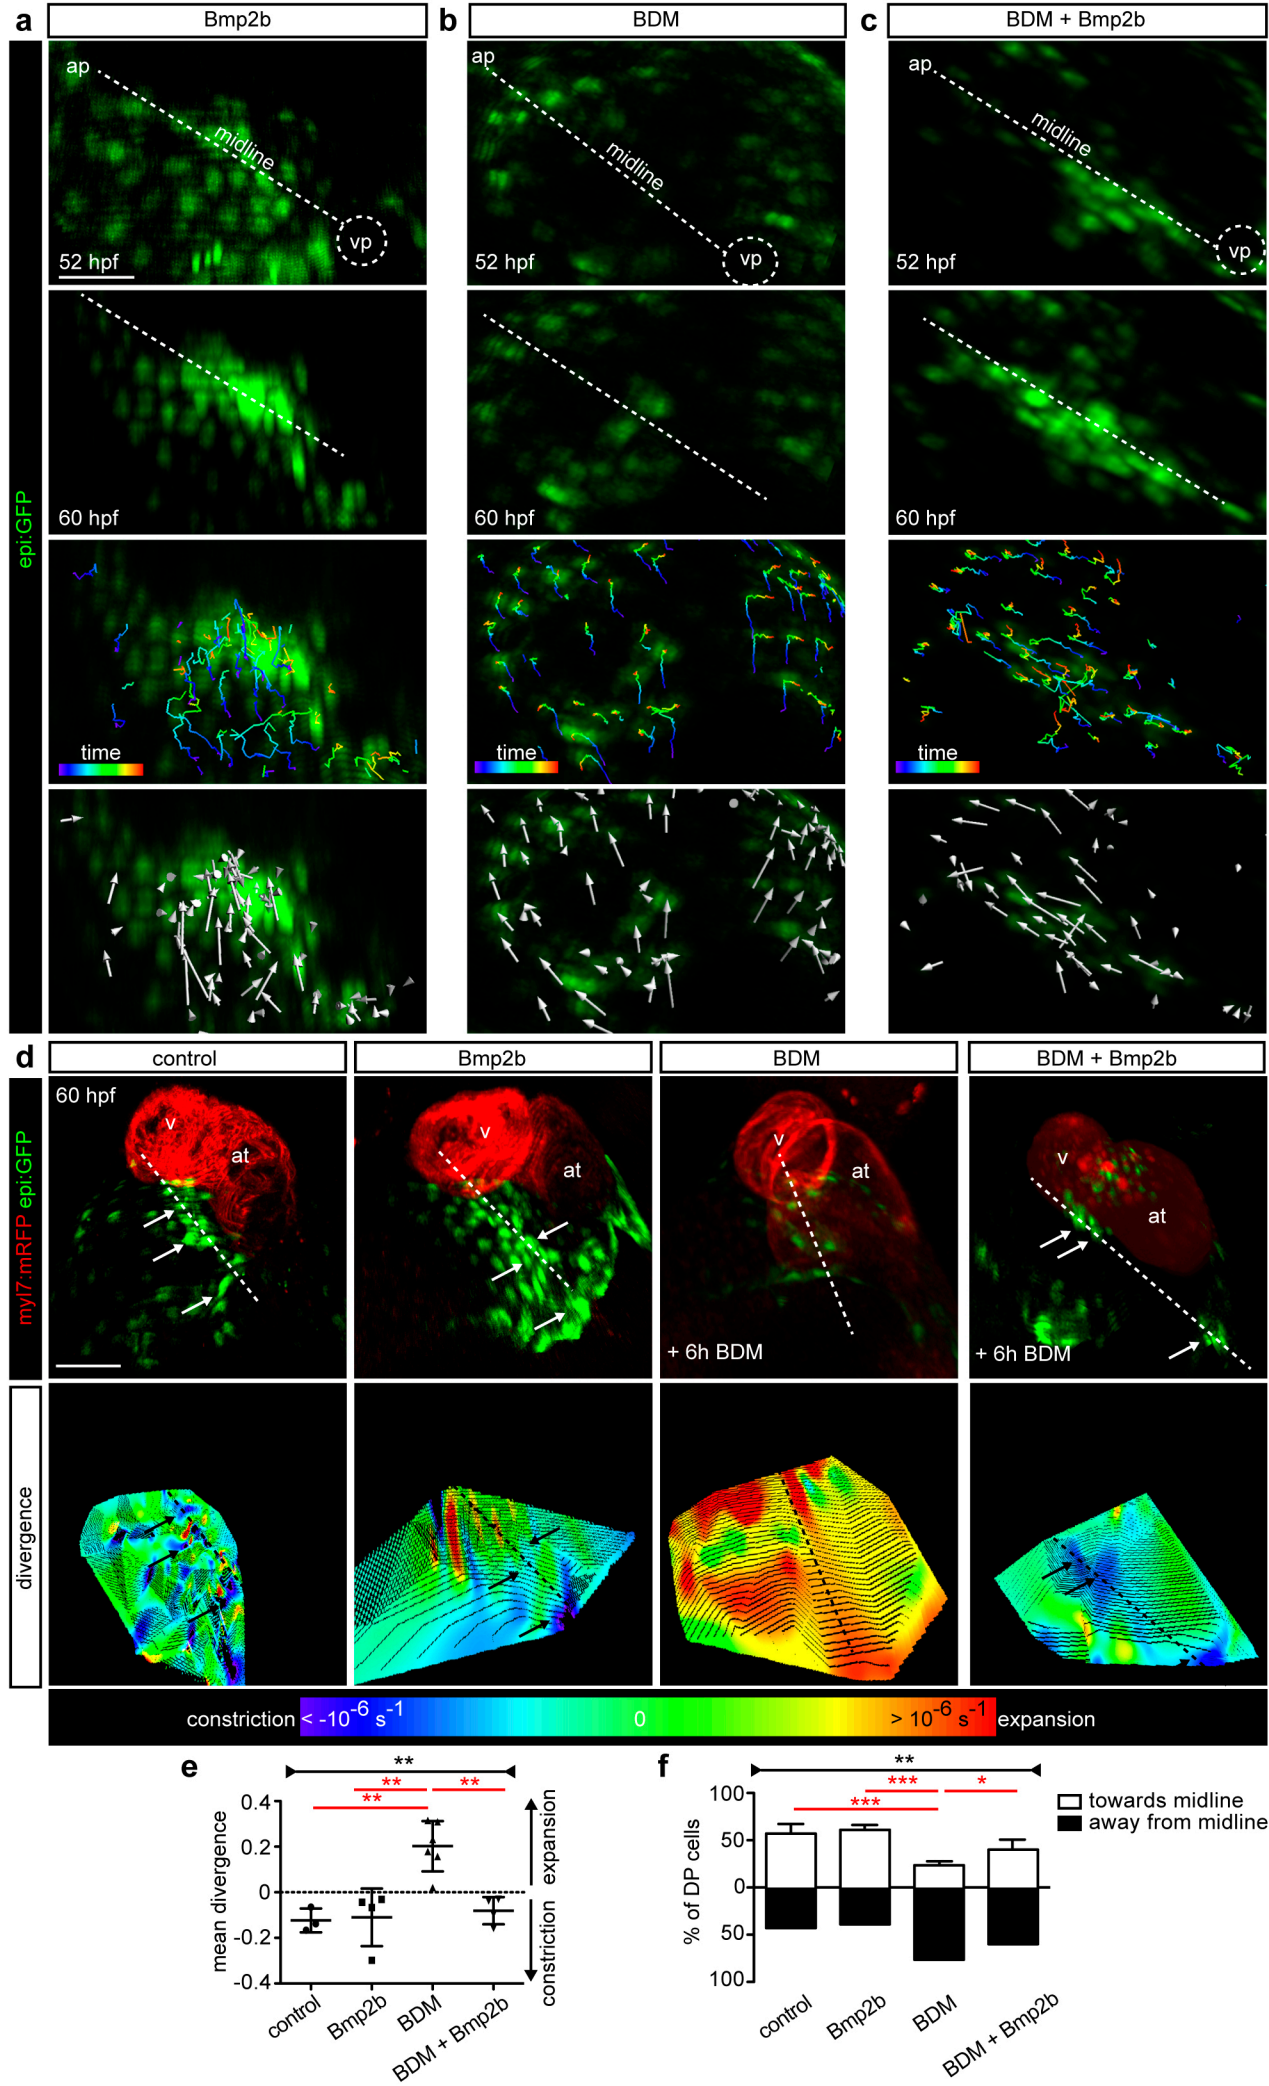 a
Bmp2b
b
BDM
c
BDM + Bmp2b
epi:GFP
ap
midline
vp
52 hpf
ap
midline
vp
52 hpf
ap
midline
vp
52 hpf
60 hpf
60 hpf
60 hpf
time
time
time
d
control
Bmp2b
BDM
BDM + Bmp2b
myl7:mRFP epi:GFP
60 hpf
v
at
v
at
v
at
+ 6h BDM
v
at
+ 6h BDM
divergence
constriction < -10⁻⁶ s⁻¹ 0 > 10⁻⁶ s⁻¹ expansion
e
**
** **
**
mean divergence
0.4
0.2
0
-0.2
-0.4
expansion
constriction
control
Bmp2b
BDM
BDM + Bmp2b
f
**
*** *
***
% of DP cells
100
50
0
50
100
towards midline
away from midline
control
Bmp2b
BDM
BDM + Bmp2b